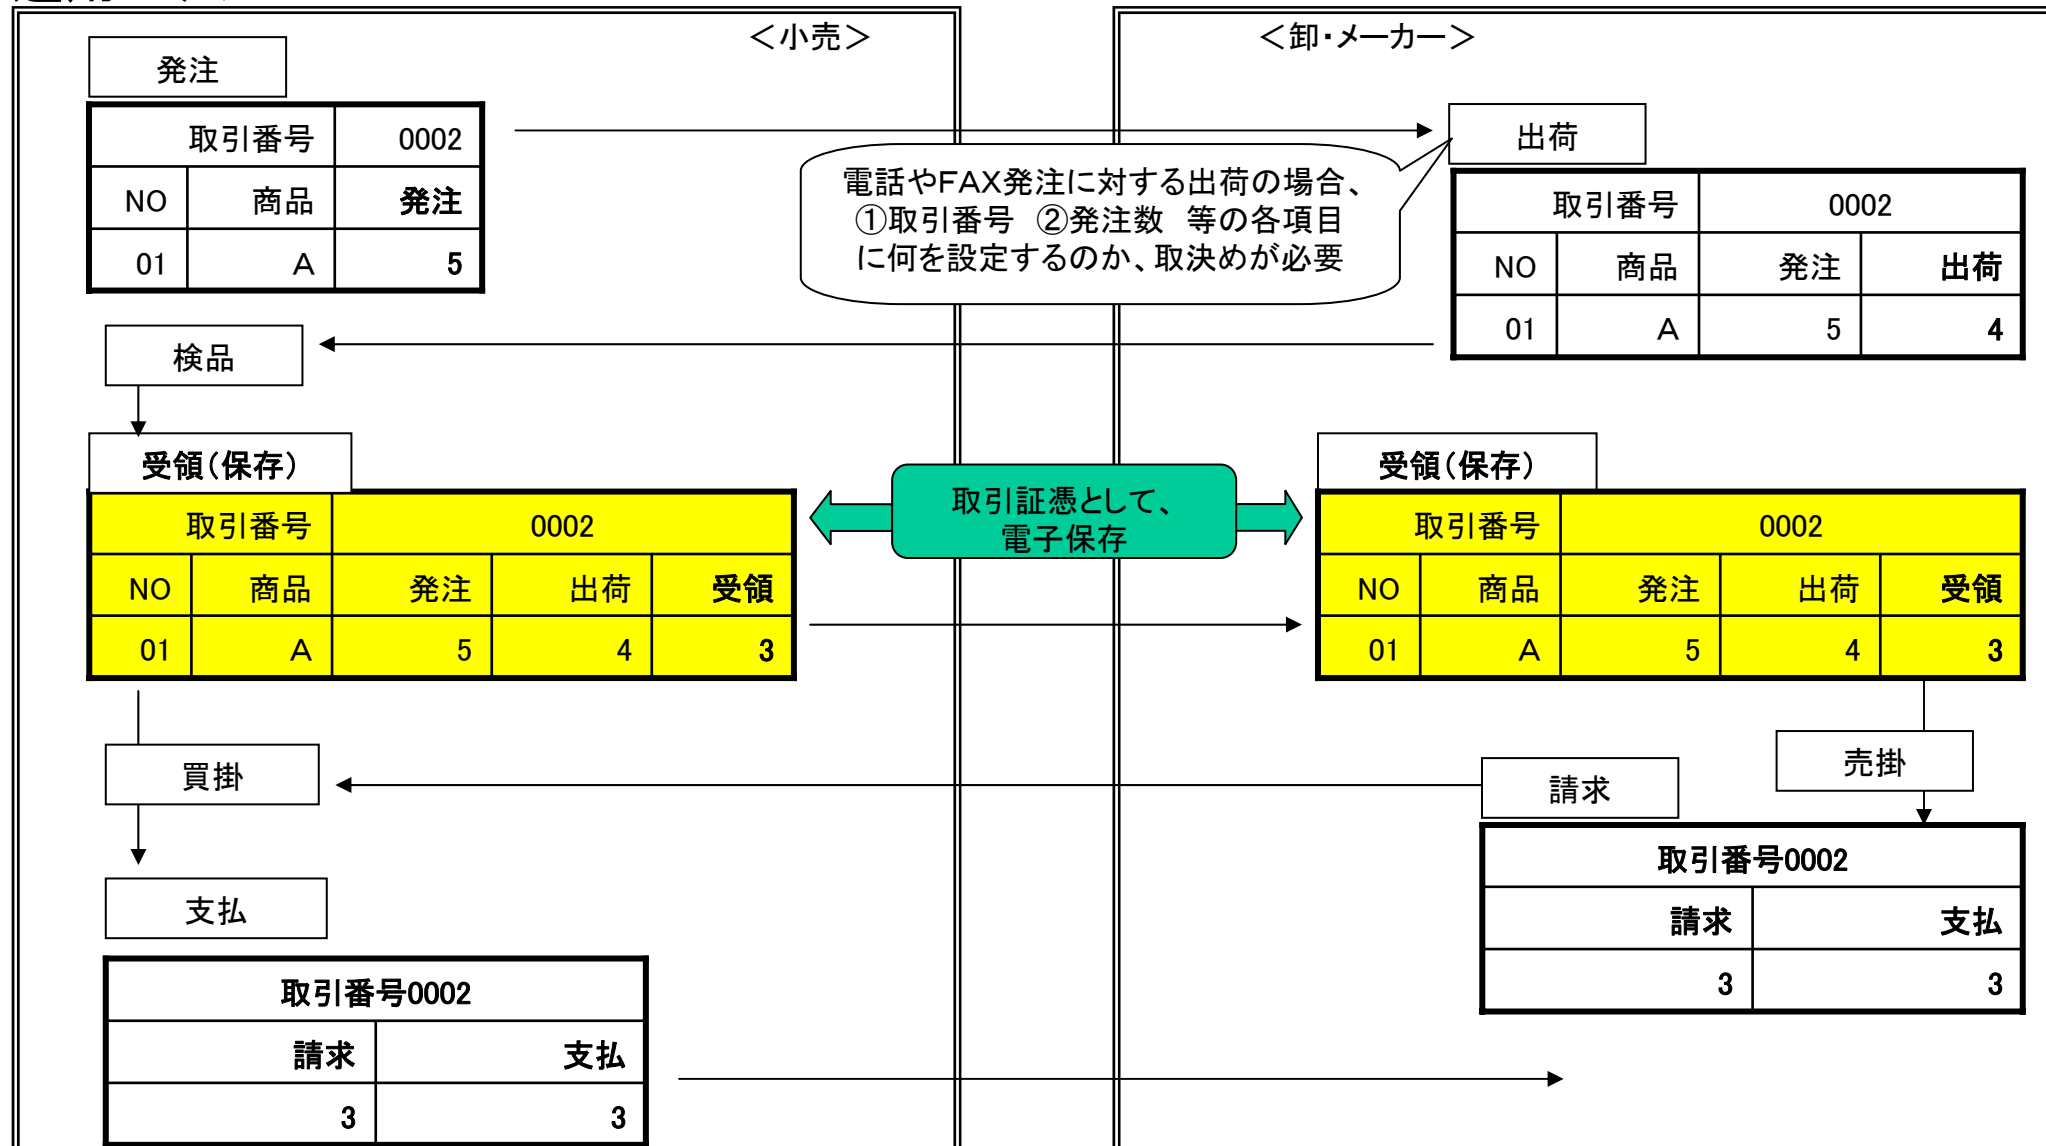 <小売>
発注
取引番号 0002
NO 商品 発注
01 A 5
検品
受領(保存)
取引番号 0002
NO 商品 発注 出荷 受領
01 A 5 4 3
買掛
支払
取引番号0002
請求 支払
3 3
電話やFAX発注に対する出荷の場合、
①取引番号 ②発注数 等の各項目
に何を設定するのか、取決めが必要
取引証憑として、
電子保存
<卸・メーカー>
出荷
取引番号 0002
NO 商品 発注 出荷
01 A 5 4
受領(保存)
取引番号 0002
NO 商品 発注 出荷 受領
01 A 5 4 3
売掛
請求
取引番号0002
請求 支払
3 3